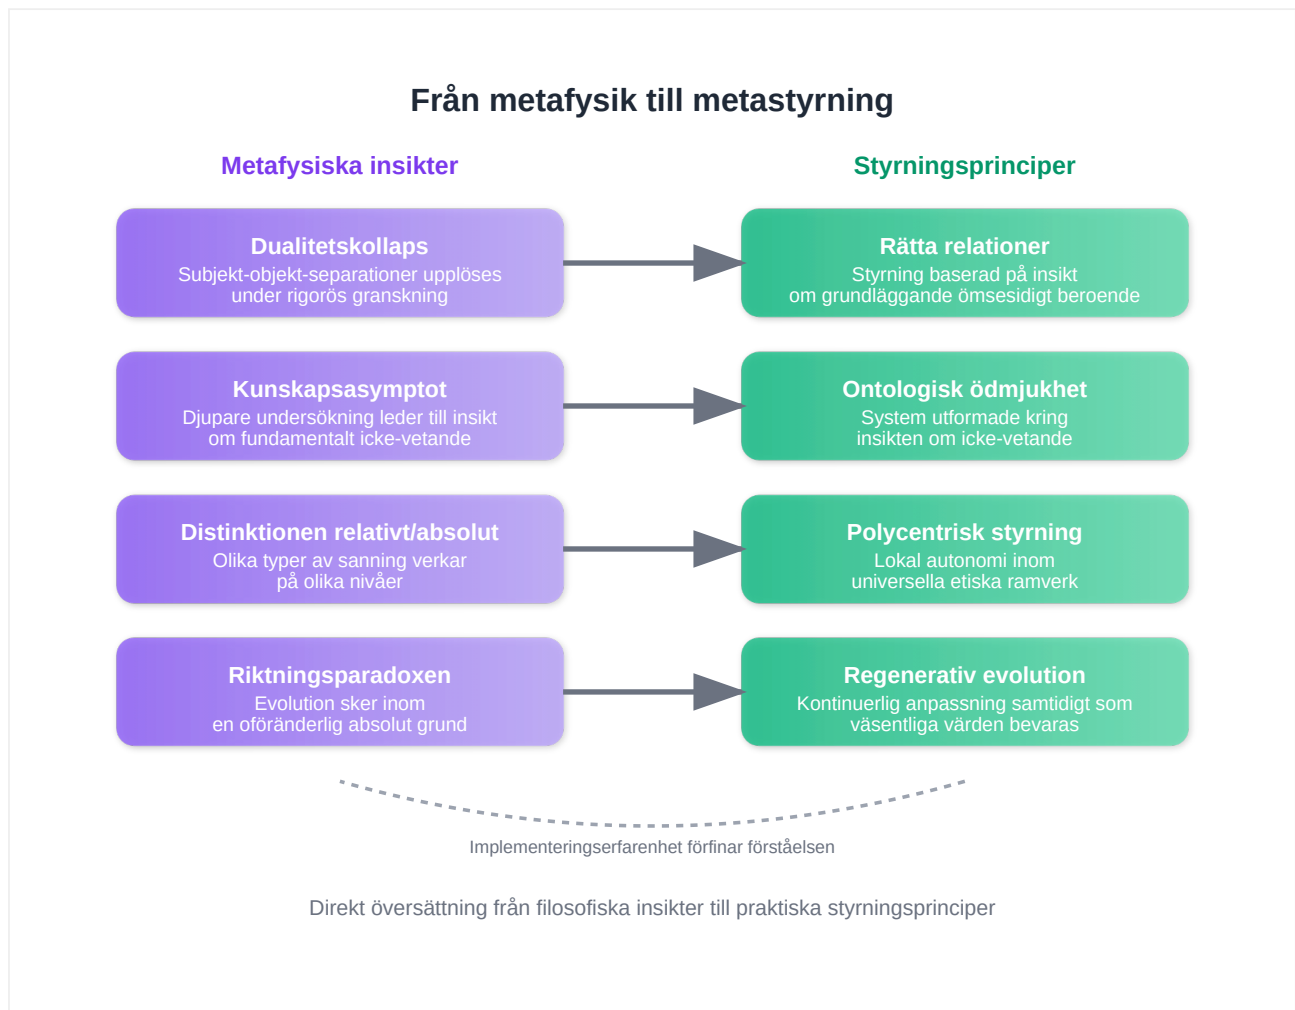 Från metafysik till metastyrning
Metafysiska insikter
Styrningsprinciper
Dualitetskollaps
Subjekt-objekt-separationer upplöses
under rigorös granskning
Rätta relationer
Styrning baserad på insikt
om grundläggande ömsesidigt beroende
Kunskapsasymptot
Djupare undersökning leder till insikt
om fundamentalt icke-vetande
Ontologisk ödmjukhet
System utformade kring
insikten om icke-vetande
Distinktionen relativt/absolut
Olika typer av sanning verkar
på olika nivåer
Polycentrisk styrning
Lokal autonomi inom
universella etiska ramverk
Riktningsparadoxen
Evolution sker inom
en oföränderlig absolut grund
Regenerativ evolution
Kontinuerlig anpassning samtidigt som
väsentliga värden bevaras
Implementeringserfarenhet förfinar förståelsen
Direkt översättning från filosofiska insikter till praktiska styrningsprinciper